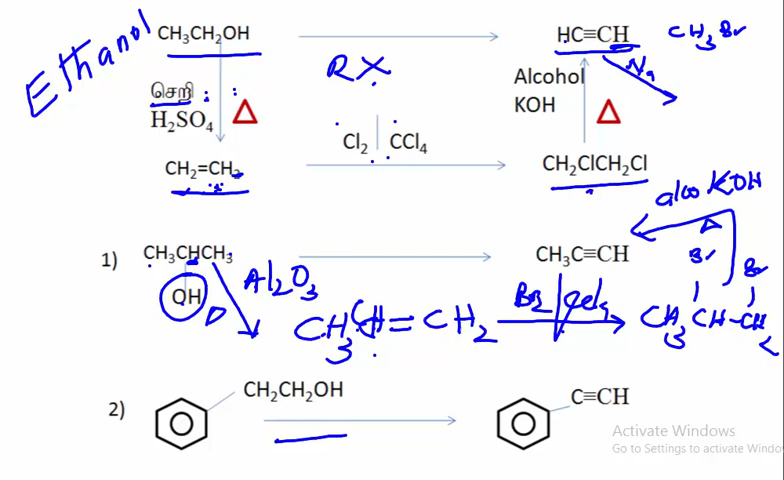 Ethanol
CH₃CH₂OH HC≡CH CH₃Br
RX Na
செறி
H₂SO₄ Δ Alcohol
KOH Δ
Cl₂ | CCl₄
CH₂=CH₂ CH₂ClCH₂Cl
alco KOH
Δ
1) CH₃CHCH₃ CH₃C≡CH
OH Δ Al₂O₃ Br Br
CH₃CH=CH₂ Br₂/CCl₄ CH₃CH-CH₂
2) CH₂CH₂OH C≡CH
Activate Windows
Go to Settings to activate Windo